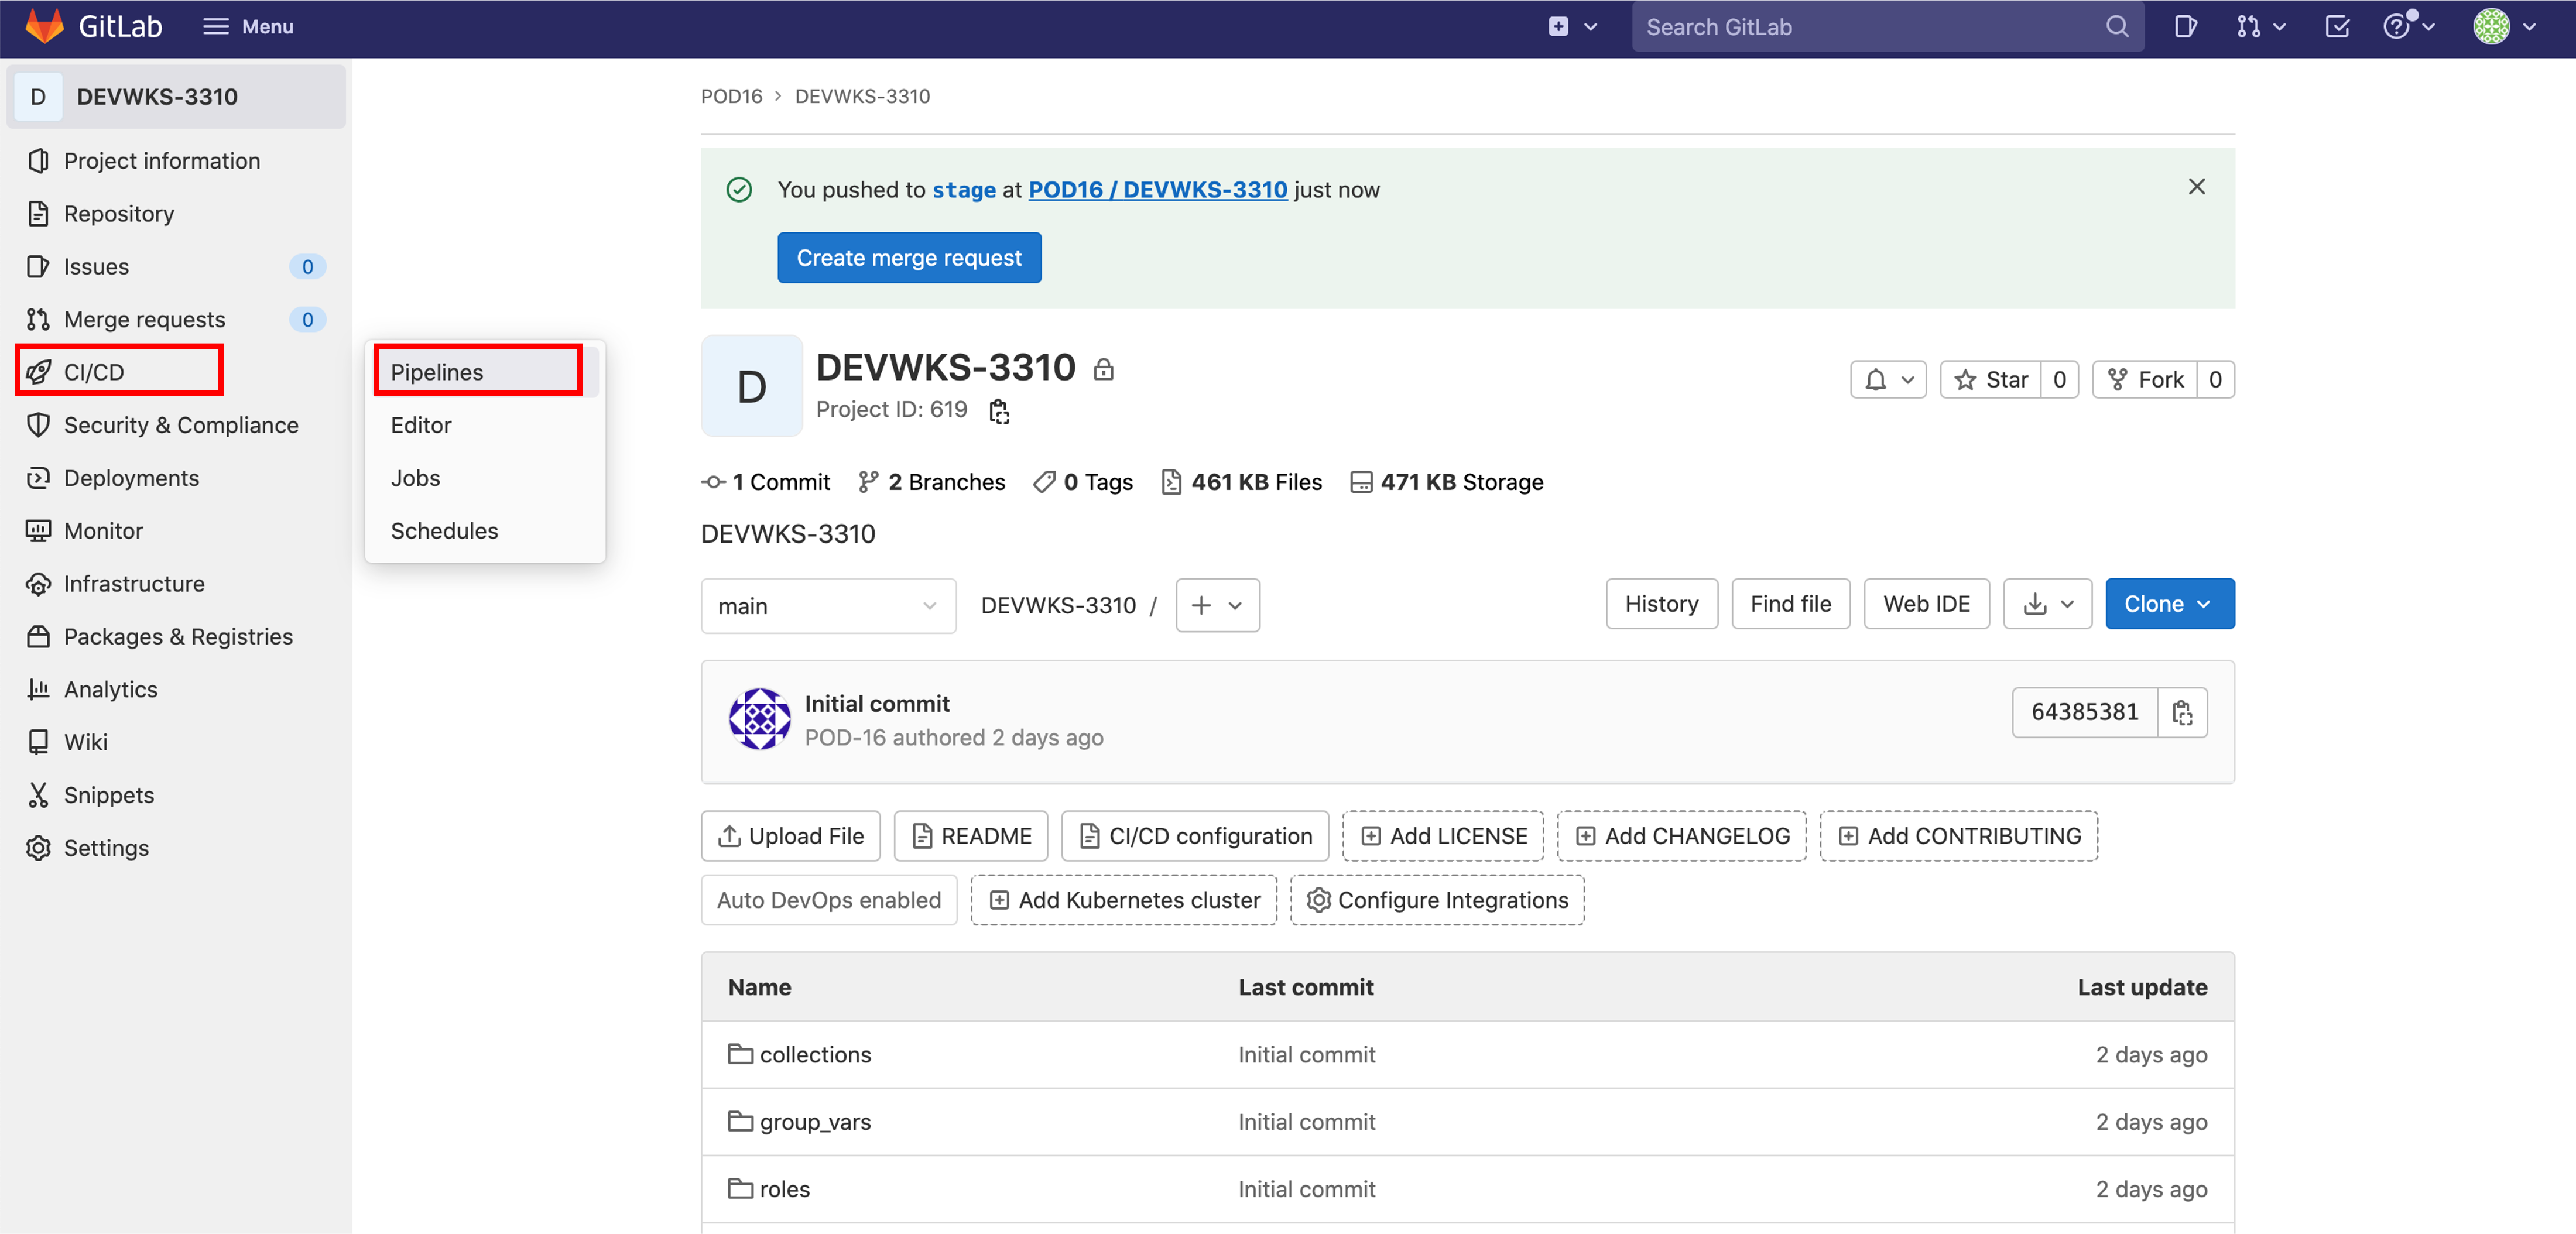 GitLab
Menu
Search GitLab
D
DEVWKS-3310
Project information
Repository
Issues 0
Merge requests 0
CI/CD
Security & Compliance
Deployments
Monitor
Infrastructure
Packages & Registries
Analytics
Wiki
Snippets
Settings
Pipelines
Editor
Jobs
Schedules
POD16 > DEVWKS-3310
You pushed to stage at POD16 / DEVWKS-3310 just now
Create merge request
D
DEVWKS-3310
Project ID: 619
Star 0
Fork 0
1 Commit 2 Branches 0 Tags 461 KB Files 471 KB Storage
DEVWKS-3310
main DEVWKS-3310 / + History Find file Web IDE Clone
Initial commit
POD-16 authored 2 days ago
64385381
Upload File README CI/CD configuration Add LICENSE Add CHANGELOG Add CONTRIBUTING
Auto DevOps enabled Add Kubernetes cluster Configure Integrations
Name Last commit Last update
collections Initial commit 2 days ago
group_vars Initial commit 2 days ago
roles Initial commit 2 days ago